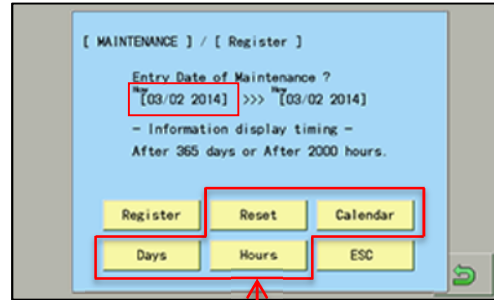 [ MAINTENANCE ] / [ Register ]
Entry Date of Maintenance ?
Now New
[03/02 2014] >>> [03/02 2014]
- Information display timing -
After 365 days or After 2000 hours.
Register Reset Calendar
Days Hours ESC